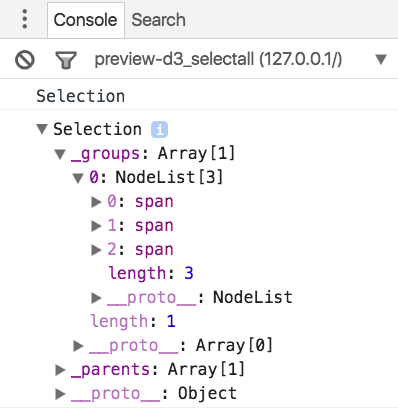 Console Search
preview-d3_selectall (127.0.0.1/)
Selection
Selection i
_groups: Array[1]
0: NodeList[3]
0: span
1: span
2: span
length: 3
__proto__: NodeList
length: 1
__proto__: Array[0]
_parents: Array[1]
__proto__: Object